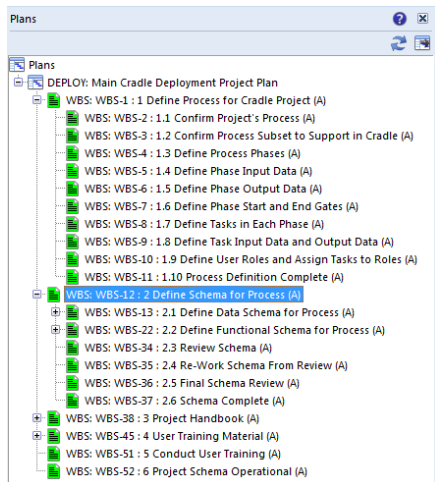 Plans
Plans
DEPLOY: Main Cradle Deployment Project Plan
WBS: WBS-1 : 1 Define Process for Cradle Project (A)
WBS: WBS-2 : 1.1 Confirm Project's Process (A)
WBS: WBS-3 : 1.2 Confirm Process Subset to Support in Cradle (A)
WBS: WBS-4 : 1.3 Define Process Phases (A)
WBS: WBS-5 : 1.4 Define Phase Input Data (A)
WBS: WBS-6 : 1.5 Define Phase Output Data (A)
WBS: WBS-7 : 1.6 Define Phase Start and End Gates (A)
WBS: WBS-8 : 1.7 Define Tasks in Each Phase (A)
WBS: WBS-9 : 1.8 Define Task Input Data and Output Data (A)
WBS: WBS-10 : 1.9 Define User Roles and Assign Tasks to Roles (A)
WBS: WBS-11 : 1.10 Process Definition Complete (A)
WBS: WBS-12 : 2 Define Schema for Process (A)
WBS: WBS-13 : 2.1 Define Data Schema for Process (A)
WBS: WBS-22 : 2.2 Define Functional Schema for Process (A)
WBS: WBS-34 : 2.3 Review Schema (A)
WBS: WBS-35 : 2.4 Re-Work Schema From Review (A)
WBS: WBS-36 : 2.5 Final Schema Review (A)
WBS: WBS-37 : 2.6 Schema Complete (A)
WBS: WBS-38 : 3 Project Handbook (A)
WBS: WBS-45 : 4 User Training Material (A)
WBS: WBS-51 : 5 Conduct User Training (A)
WBS: WBS-52 : 6 Project Schema Operational (A)